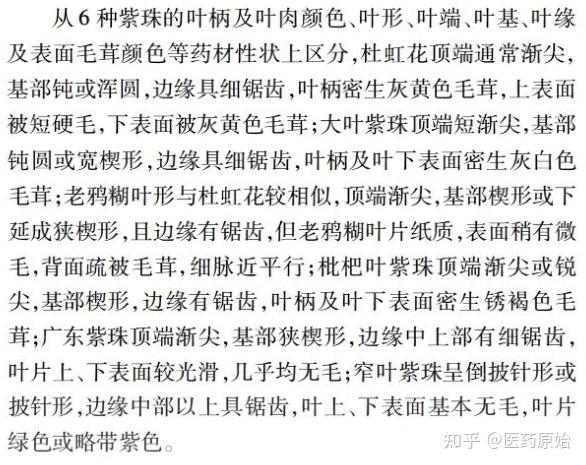 从6种紫珠的叶柄及叶肉颜色、叶形、叶端、叶基、叶缘
及表面毛茸颜色等药材性状上区分,杜虹花顶端通常渐尖,
基部钝或浑圆,边缘具细锯齿,叶柄密生灰黄色毛茸,上表面
被短硬毛,下表面被灰黄色毛茸;大叶紫珠顶端短渐尖,基部
钝圆或宽楔形,边缘具细锯齿,叶柄及叶下表面密生灰白色
毛茸;老鸦糊叶形与杜虹花较相似,顶端渐尖,基部楔形或下
延成狭楔形,且边缘有锯齿,但老鸦糊叶片纸质,表面稍有微
毛,背面疏被毛茸,细脉近平行;枇杷叶紫珠顶端渐尖或锐
尖,基部楔形,边缘有锯齿,叶柄及叶下表面密生锈褐色毛
茸;广东紫珠顶端渐尖,基部狭楔形,边缘中上部有细锯齿,
叶片上、下表面较光滑,几乎均无毛;窄叶紫珠呈倒披针形或
披针形,边缘中部以上具锯齿,叶上、下表面基本无毛,叶片
绿色或略带紫色。
知乎 @医药原始